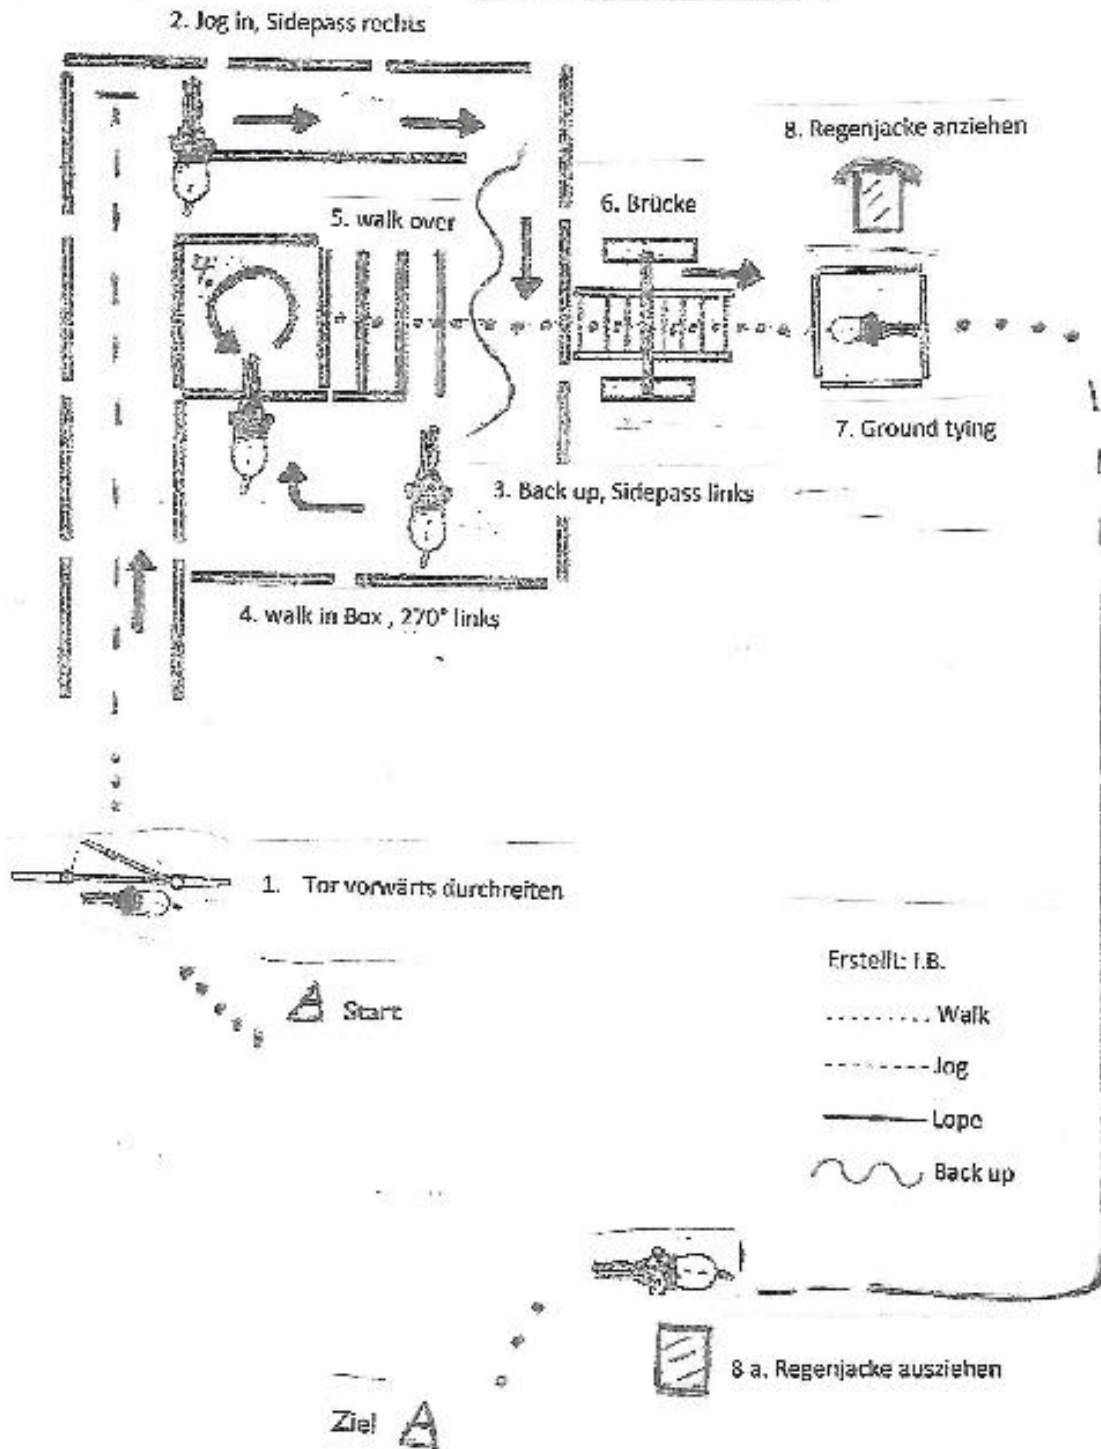 2. Jog in, Sidepass rechts
8. Regenjacke anziehen
5. walk over
6. Brücke
7. Ground tying
3. Back up, Sidepass links
4. walk in Box , 270° links
1. Tor vorwärts durchreiten
Start
Erstellt: I.B.
Walk
Jog
Lope
Back up
8 a. Regenjacke ausziehen
Ziel